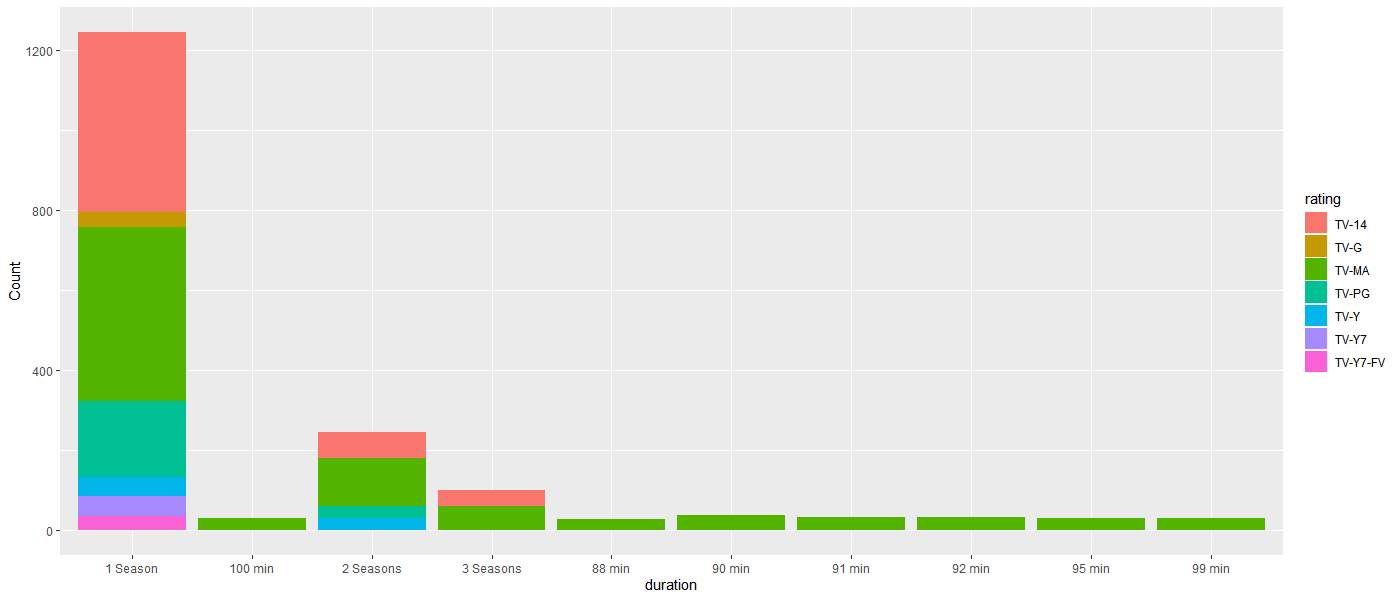 1200
800
400
0
Count
1 Season
100 min
2 Seasons
3 Seasons
88 min
90 min
91 min
92 min
95 min
99 min
duration
rating
TV-14
TV-G
TV-MA
TV-PG
TV-Y
TV-Y7
TV-Y7-FV